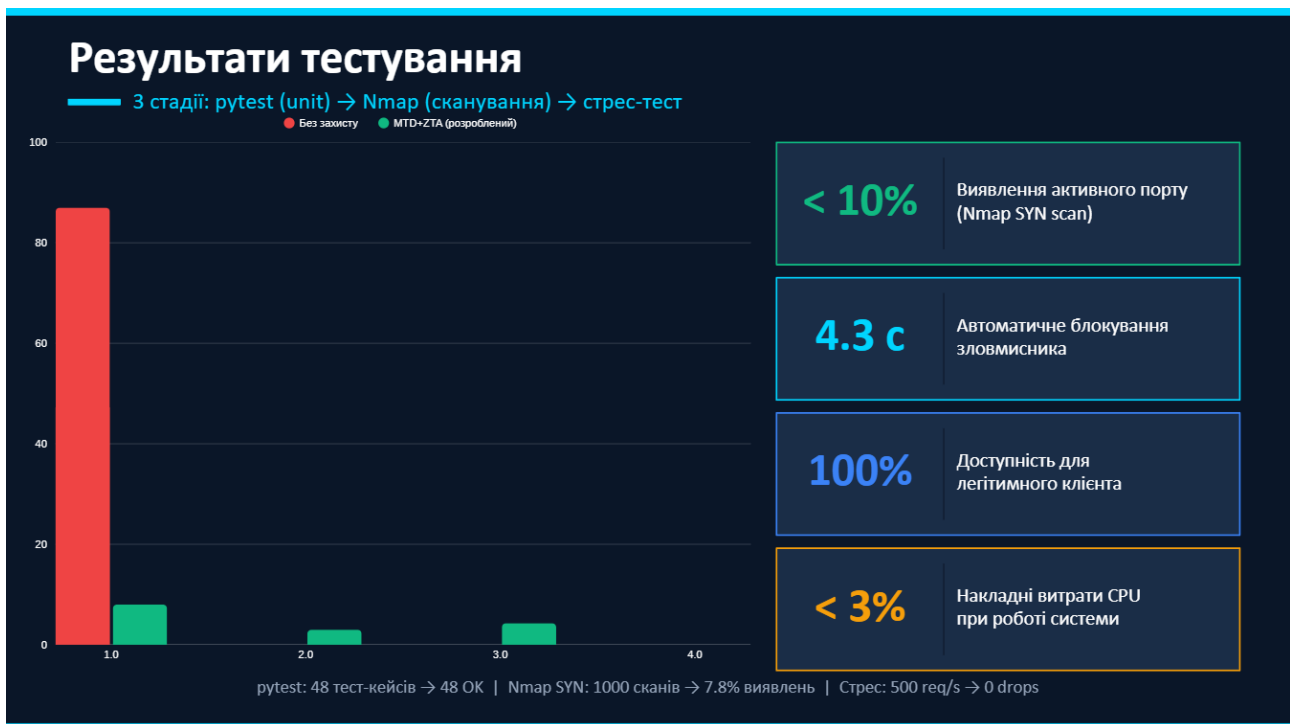 Результати тестування
3 стадії: pytest (unit) → Nmap (сканування) → стрес-тест
Без захисту
MTD+ZTA (розроблений)
100
80
60
40
20
0
1.0
2.0
3.0
4.0
< 10%
Виявлення активного порту
(Nmap SYN scan)
4.3 с
Автоматичне блокування
зловмисника
100%
Доступність для
легітимного клієнта
< 3%
Накладні витрати CPU
при роботі системи
pytest: 48 тест-кейсів → 48 OK | Nmap SYN: 1000 сканів → 7.8% виявлень | Стрес: 500 req/s → 0 drops